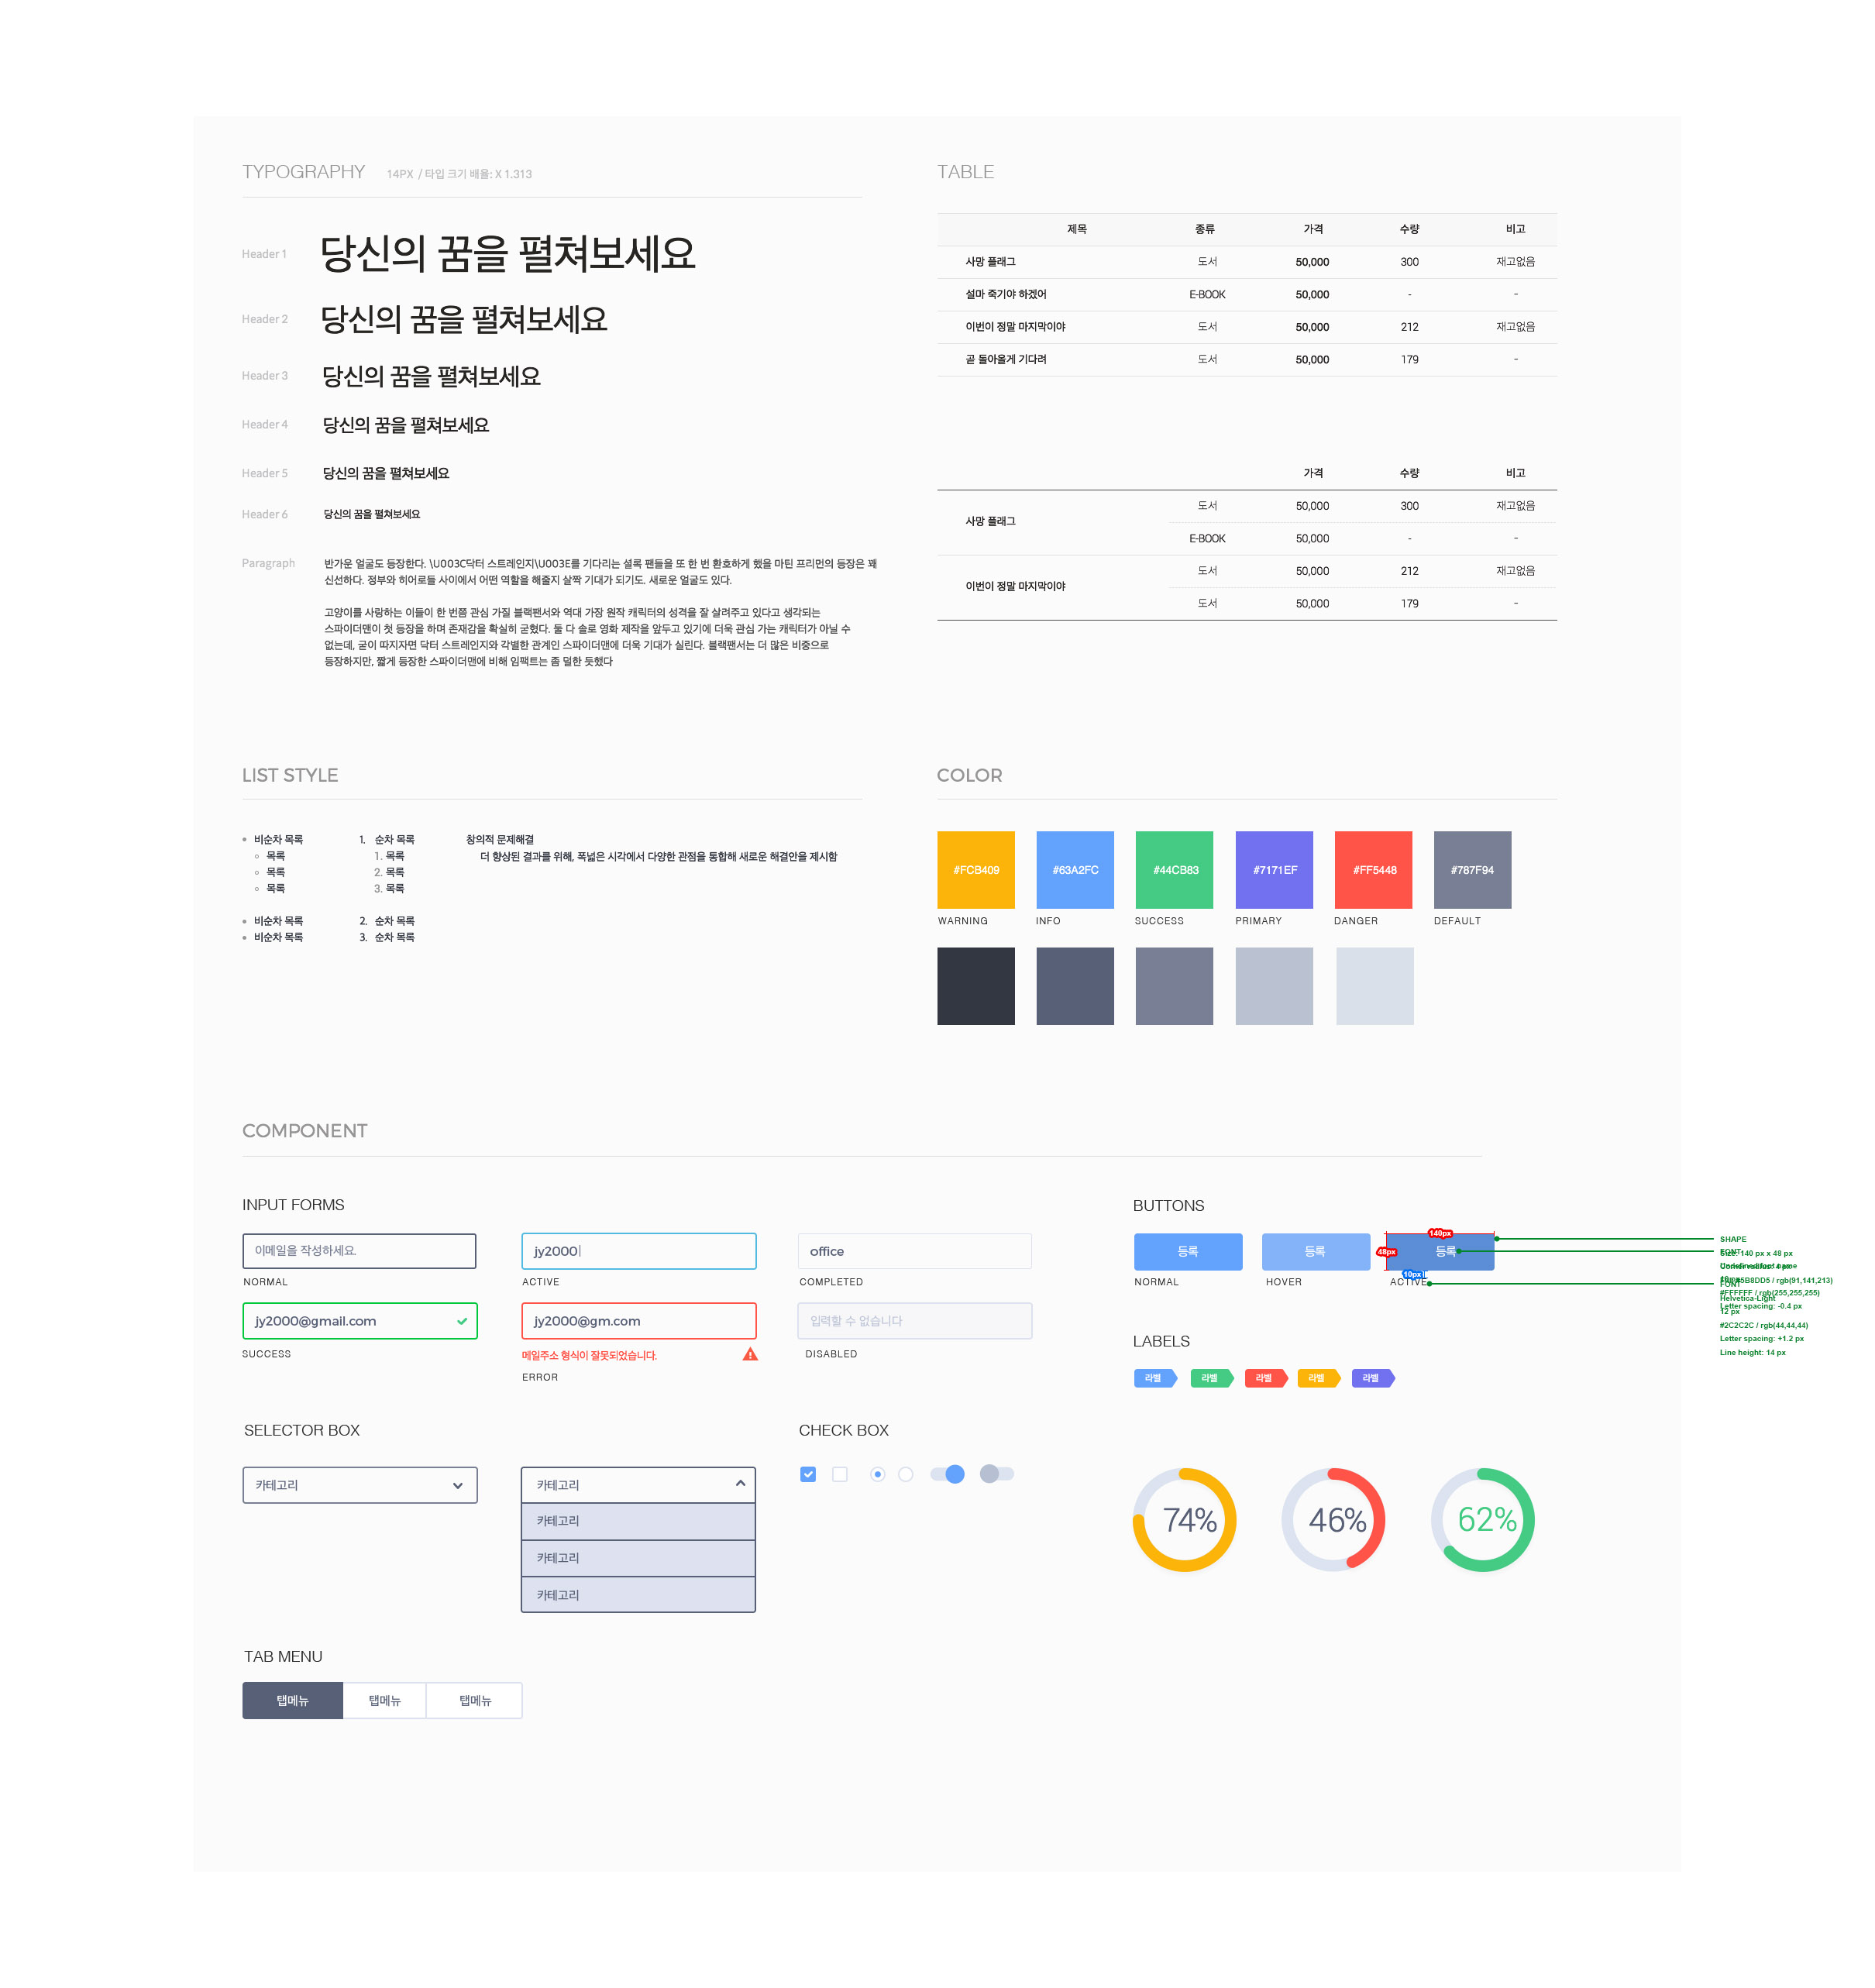 TYPOGRAPHY 14PX / 타입 크기 배율: X 1.313
Header 1 당신의 꿈을 펼쳐보세요
Header 2 당신의 꿈을 펼쳐보세요
Header 3 당신의 꿈을 펼쳐보세요
Header 4 당신의 꿈을 펼쳐보세요
Header 5 당신의 꿈을 펼쳐보세요
Header 6 당신의 꿈을 펼쳐보세요
Paragraph 반가운 얼굴도 등장한다. \U003C닥터 스트레인지\U003E를 기다리는 셜록 팬들을 또 한 번 환호하게 했을 마틴 프리먼의 등장은 꽤
신선하다. 정부와 히어로들 사이에서 어떤 역할을 해줄지 살짝 기대가 되기도. 새로운 얼굴도 있다.
고양이를 사랑하는 이들이 한 번쯤 관심 가질 블랙팬서와 역대 가장 원작 캐릭터의 성격을 잘 살려주고 있다고 생각되는
스파이더맨이 첫 등장을 하며 존재감을 확실히 굳혔다. 둘 다 솔로 영화 제작을 앞두고 있기에 더욱 관심 가는 캐릭터가 아닐 수
없는데, 굳이 따지자면 닥터 스트레인지와 각별한 관계인 스파이더맨에 더욱 기대가 실린다. 블랙팬서는 더 많은 비중으로
등장하지만, 짧게 등장한 스파이더맨에 비해 임팩트는 좀 덜한 듯했다
TABLE
제목 종류 가격 수량 비고
사망 플래그 도서 50,000 300 재고없음
설마 죽기야 하겠어 E-BOOK 50,000 - -
이번이 정말 마지막이야 도서 50,000 212 재고없음
곧 돌아올게 기다려 도서 50,000 179 -
가격 수량 비고
사망 플래그 도서 50,000 300 재고없음
E-BOOK 50,000 - -
이번이 정말 마지막이야 도서 50,000 212 재고없음
도서 50,000 179 -
LIST STYLE
비순차 목록
목록
목록
목록
비순차 목록
비순차 목록
1. 순차 목록
1. 목록
2. 목록
3. 목록
2. 순차 목록
3. 순차 목록
창의적 문제해결
더 향상된 결과를 위해, 폭넓은 시각에서 다양한 관점을 통합해 새로운 해결안을 제시함
COLOR
#FCB409 #63A2FC #44CB83 #7171EF #FF5448 #787F94
WARNING INFO SUCCESS PRIMARY DANGER DEFAULT
COMPONENT
INPUT FORMS
이메일을 작성하세요. jy2000 office
NORMAL ACTIVE COMPLETED
jy2000@gmail.com jy2000@gm.com 입력할 수 없습니다
SUCCESS 메일주소 형식이 잘못되었습니다. DISABLED
ERROR
BUTTONS
등록 등록 등록
140px
48px
10px
NORMAL HOVER ACTIVE
SHAPE
FONT
Size: 140 px x 48 px
#FFFFFF / rgb(255,255,255)
Helvetica-Light
Letter spacing: -0.4 px
12 px
#2C2C2C / rgb(44,44,44)
Letter spacing: +1.2 px
Line height: 14 px
LABELS
라벨 라벨 라벨 라벨 라벨
SELECTOR BOX
카테고리
카테고리
카테고리
카테고리
카테고리
CHECK BOX
74% 46% 62%
TAB MENU
탭메뉴 탭메뉴 탭메뉴